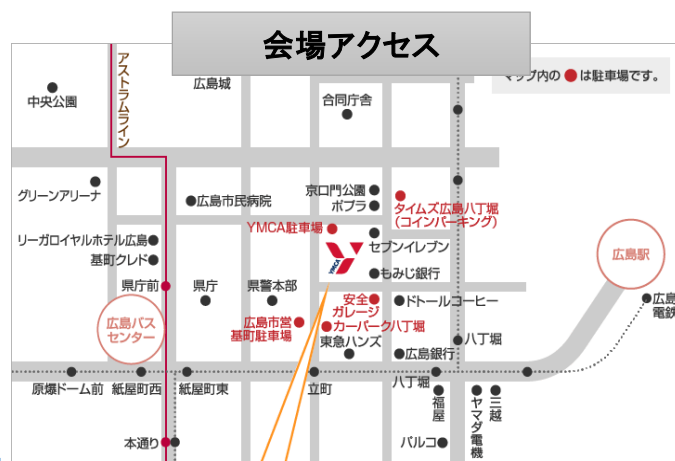 会場アクセス
マップ内の●は駐車場です。
アストラムライン
広島城
中央公園
合同庁舎
グリーンアリーナ
広島市民病院
京口門公園
ポプラ
タイムズ広島八丁堀
(コインパーキング)
YMCA駐車場
リーガロイヤルホテル広島
基町クレド
セブンイレブン
YMCA
もみじ銀行
広島駅
県庁前
県庁
県警本部
安全
ガレージ
ドトールコーヒー
広島
電鉄
広島バス
センター
広島市営
基町駐車場
カーパーク八丁堀
東急ハンズ
広島銀行
八丁堀
原爆ドーム前
紙屋町西
紙屋町東
立町
八丁堀
福屋
ヤマダ電機
三越
本通り
パルコ